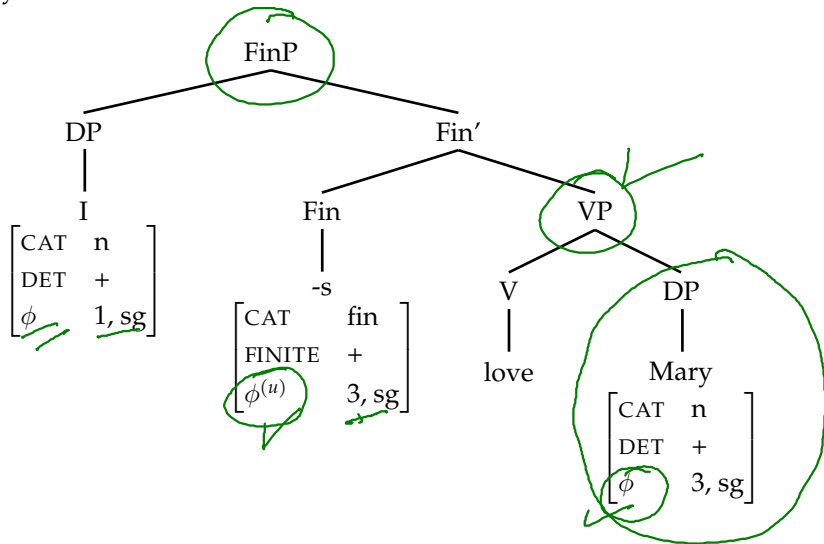 FinP
DP Fin′
I Fin VP
CAT n
DET +
ϕ 1, sg
-s V DP
CAT fin
FINITE +
ϕ(u) 3, sg
love Mary
CAT n
DET +
ϕ 3, sg